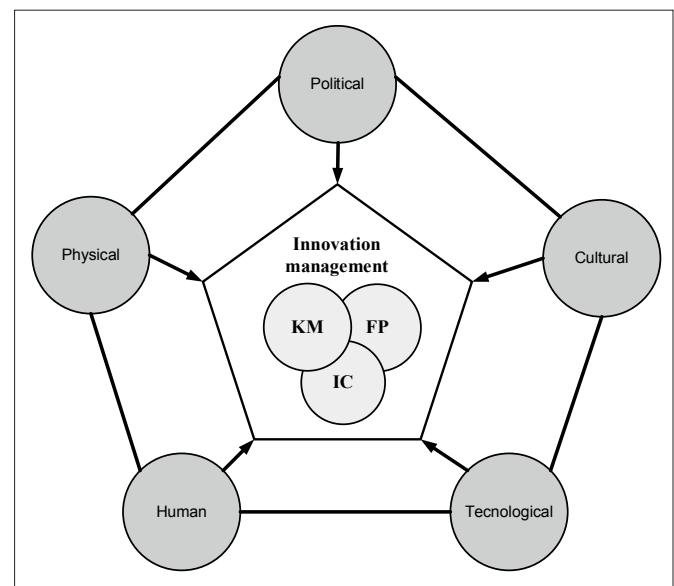 Political
Physical
Cultural
Innovation
management
KM
FP
IC
Human
Tecnological